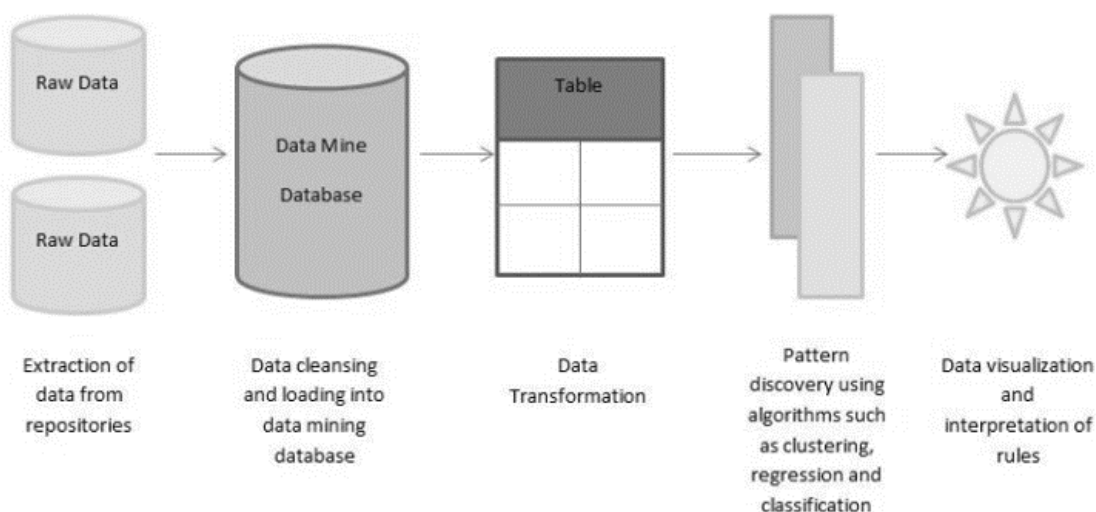 Raw Data
Raw Data
Data Mine
Database
Table
Extraction of
data from
repositories
Data cleansing
and loading into
data mining
database
Data
Transformation
Pattern
discovery using
algorithms such
as clustering,
regression and
classification
Data visualization
and
interpretation of
rules